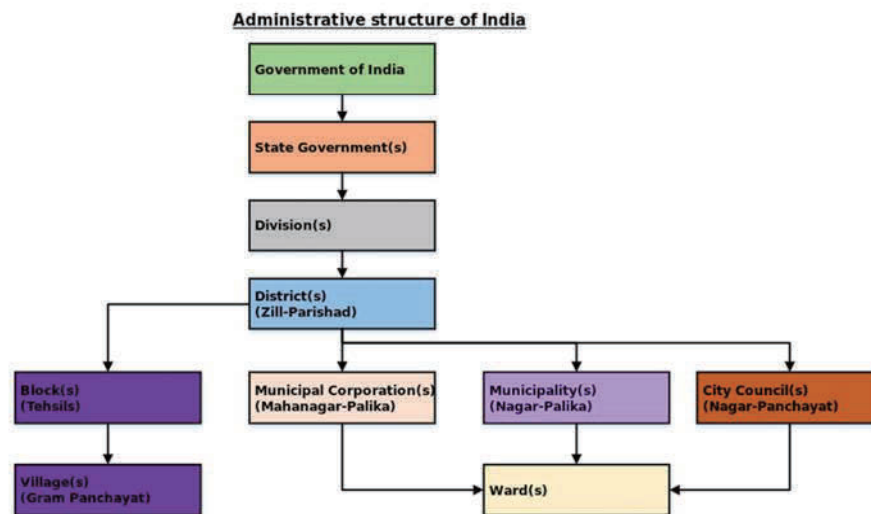 Administrative structure of India
Government of India
State Government(s)
Division(s)
District(s)
(Zill-Parishad)
Block(s)
(Tehsils)
Municipal Corporation(s)
(Mahanagar-Palika)
Municipality(s)
(Nagar-Palika)
City Council(s)
(Nagar-Panchayat)
Village(s)
(Gram Panchayat)
Ward(s)